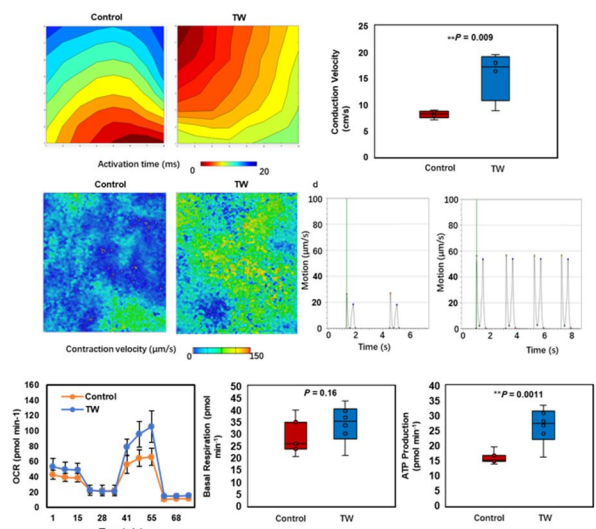 Control TW
25
20
15
10
5
0
**P = 0.009
Conduction Velocity
(cm/s)
Control TW
Activation time (ms) 0 20
Control TW d
100
80
60
40
20
0
Motion (μm/s)
0 2 4 6
Time (s)
100
80
60
40
20
0
Motion (μm/s)
0 2 4 6 8
Time (s)
Contraction velocity (μm/s) 0 150
160
140
120
100
80
60
40
20
0
OCR (pmol min-1)
Control
TW
1 15 28 41 55 68
50
45
40
35
30
25
20
15
10
5
0
Basal Respiration (pmol
min⁻¹)
P = 0.16
Control TW
40
35
30
25
20
15
10
5
0
ATP Production
(pmol min⁻¹)
**P = 0.0011
Control TW